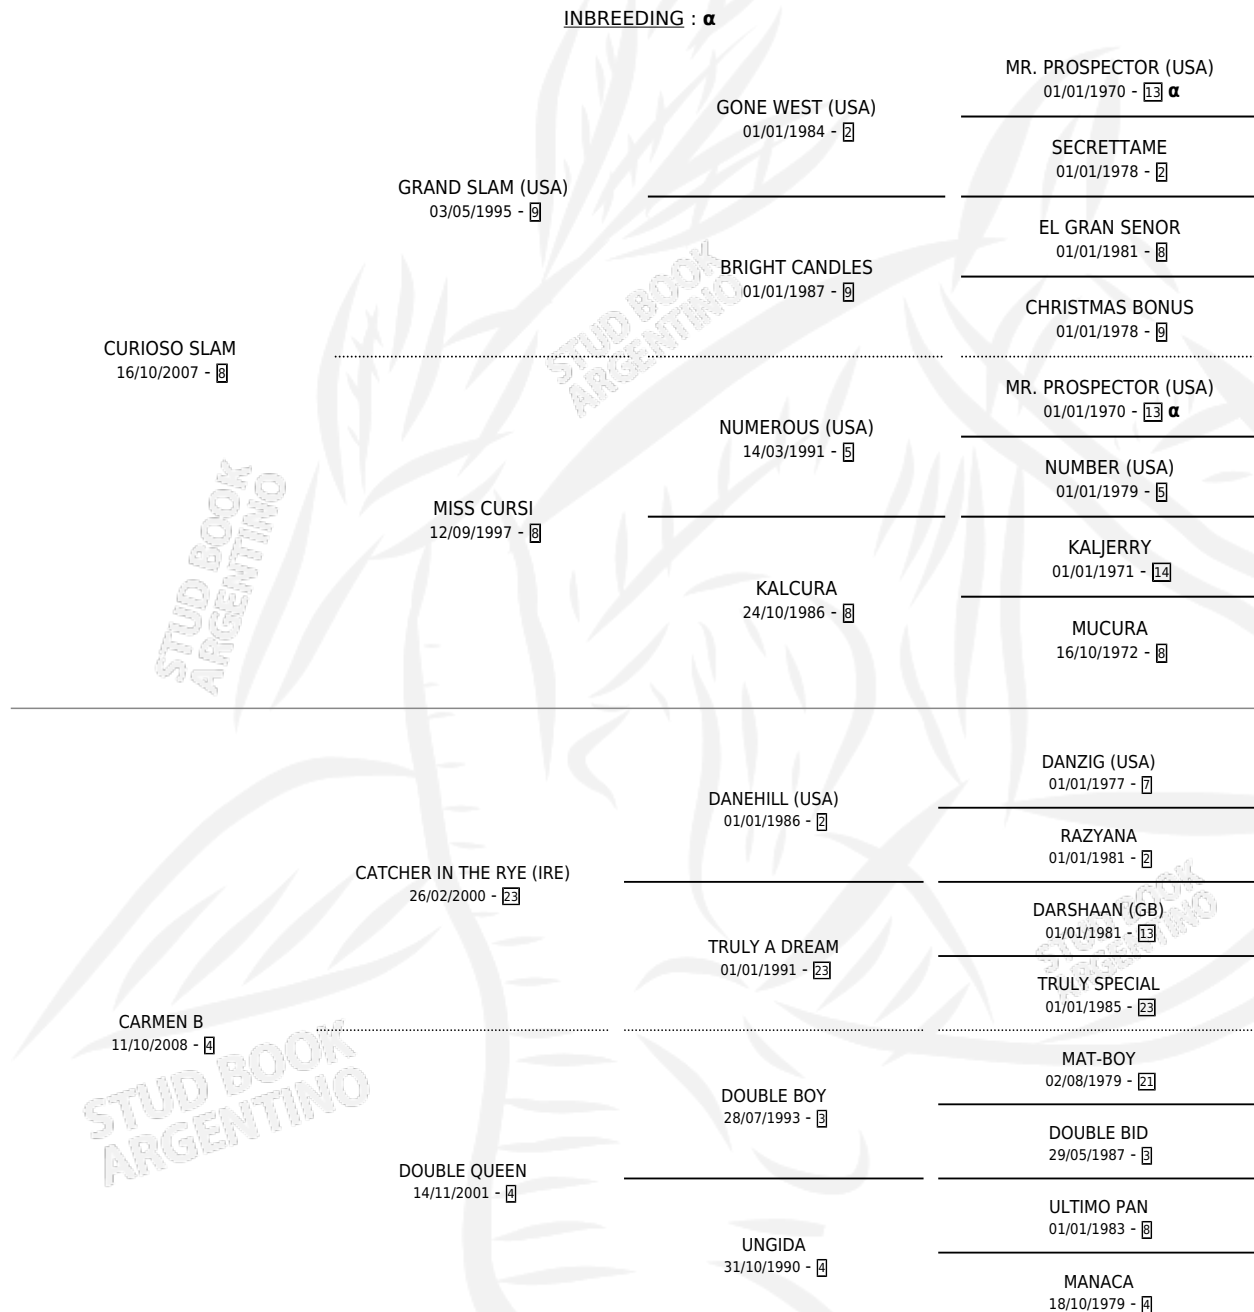 INBREEDING : α
MR. PROSPECTOR (USA)
01/01/1970 - 13 α
GONE WEST (USA)
01/01/1984 - 2
SECRETTAME
01/01/1978 - 2
GRAND SLAM (USA)
03/05/1995 - 9
EL GRAN SENOR
01/01/1981 - 8
BRIGHT CANDLES
01/01/1987 - 9
CHRISTMAS BONUS
01/01/1978 - 9
CURIOSO SLAM
16/10/2007 - 8
MR. PROSPECTOR (USA)
01/01/1970 - 13 α
NUMEROUS (USA)
14/03/1991 - 5
NUMBER (USA)
01/01/1979 - 5
MISS CURSI
12/09/1997 - 8
KALJERRY
01/01/1971 - 14
KALCURA
24/10/1986 - 8
MUCURA
16/10/1972 - 8
DANZIG (USA)
01/01/1977 - 7
DANEHILL (USA)
01/01/1986 - 2
RAZYANA
01/01/1981 - 2
CATCHER IN THE RYE (IRE)
26/02/2000 - 23
DARSHAAN (GB)
01/01/1981 - 13
TRULY A DREAM
01/01/1991 - 23
TRULY SPECIAL
01/01/1985 - 23
CARMEN B
11/10/2008 - 4
MAT-BOY
02/08/1979 - 21
DOUBLE BOY
28/07/1993 - 3
DOUBLE BID
29/05/1987 - 3
DOUBLE QUEEN
14/11/2001 - 4
ULTIMO PAN
01/01/1983 - 8
UNGIDA
31/10/1990 - 4
MANACA
18/10/1979 - 4
STUD BOOK
ARGENTINO
STUD BOOK
ARGENTINO
STUD BOOK
ARGENTINO
STUD BOOK
ARGENTINO